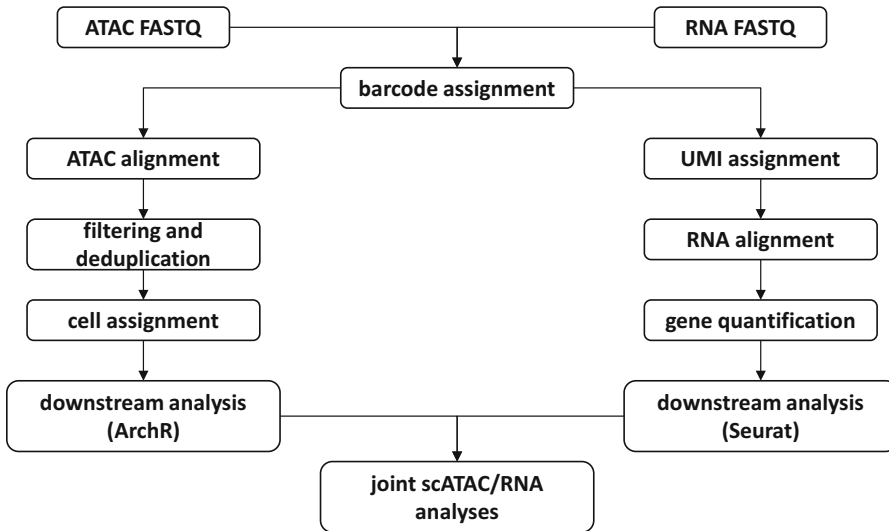 ATAC FASTQ
RNA FASTQ
barcode assignment
ATAC alignment
UMI assignment
filtering and
deduplication
RNA alignment
cell assignment
gene quantification
downstream analysis
(ArchR)
downstream analysis
(Seurat)
joint scATAC/RNA
analyses